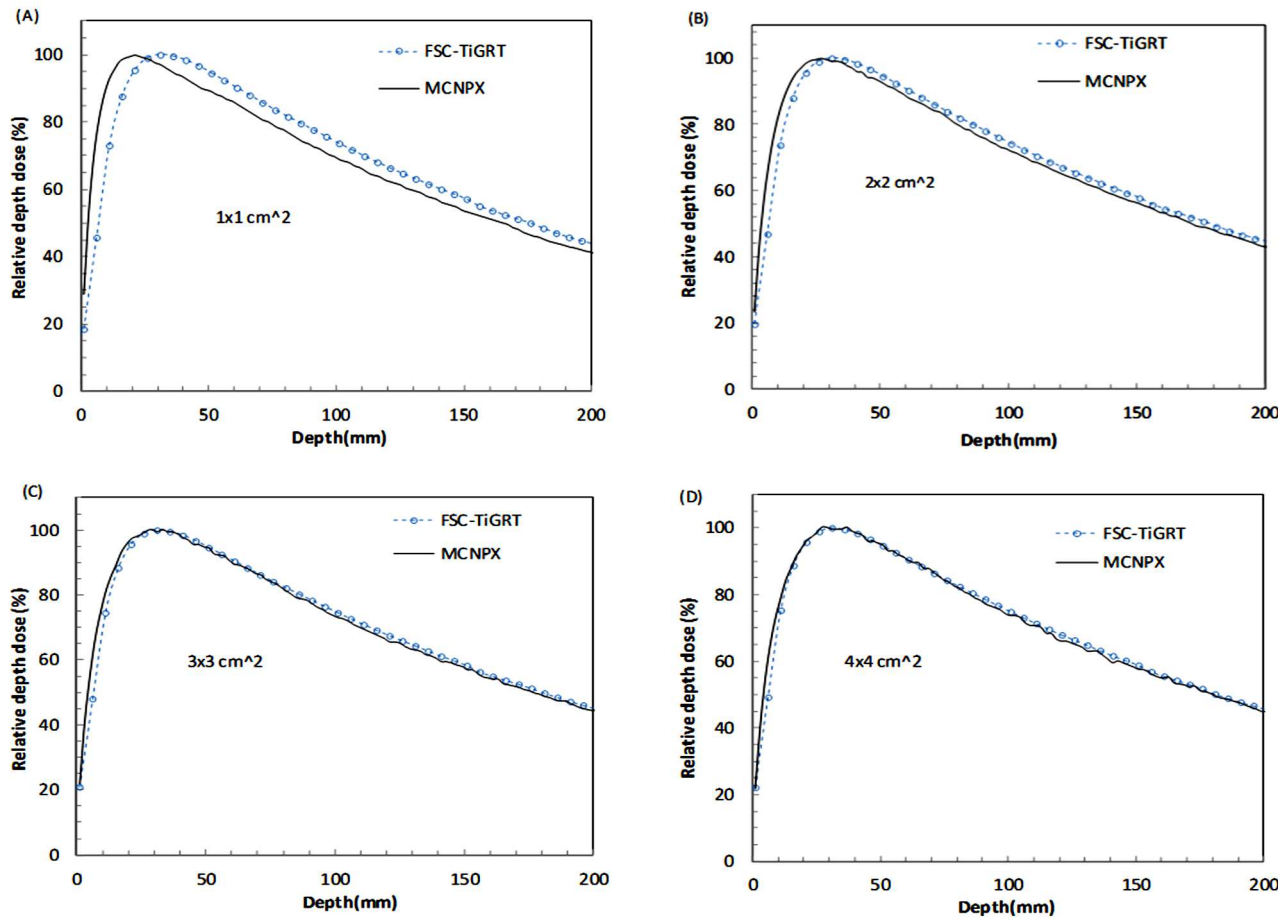 (A)
120
100
80
60
40
20
0
Relative depth dose (%)
FSC-TiGRT
MCNPX
1x1 cm^2
0 50 100 150 200
Depth(mm)
(B)
120
100
80
60
40
20
0
Relative depth dose (%)
FSC-TiGRT
MCNPX
2x2 cm^2
0 50 100 150 200
Depth(mm)
(C)
100
80
60
40
20
0
Relative depth dose (%)
FSC-TiGRT
MCNPX
3x3 cm^2
0 50 100 150 200
Depth(mm)
(D)
100
80
60
40
20
0
Relative depth dose (%)
FSC-TiGRT
MCNPX
4x4 cm^2
0 50 100 150 200
Depth(mm)